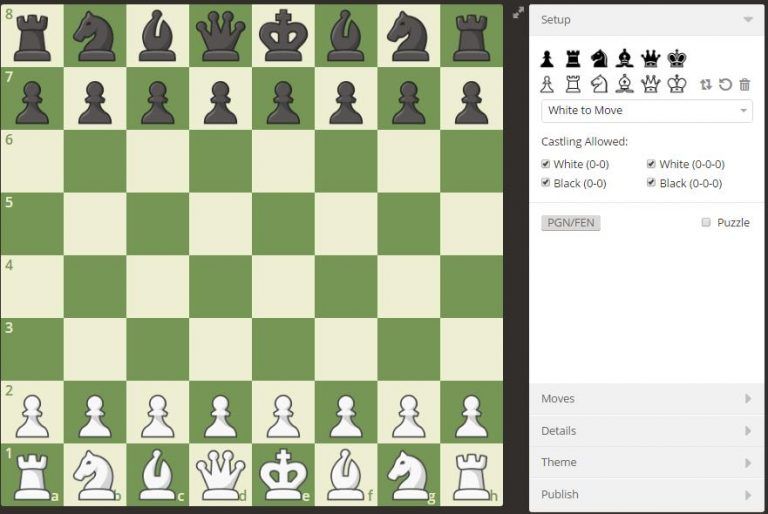 8
7
6
5
4
3
2
1
a b c d e f g h
Setup
White to Move
Castling Allowed:
White (0-0) White (0-0-0)
Black (0-0) Black (0-0-0)
PGN/FEN Puzzle
Moves
Details
Theme
Publish